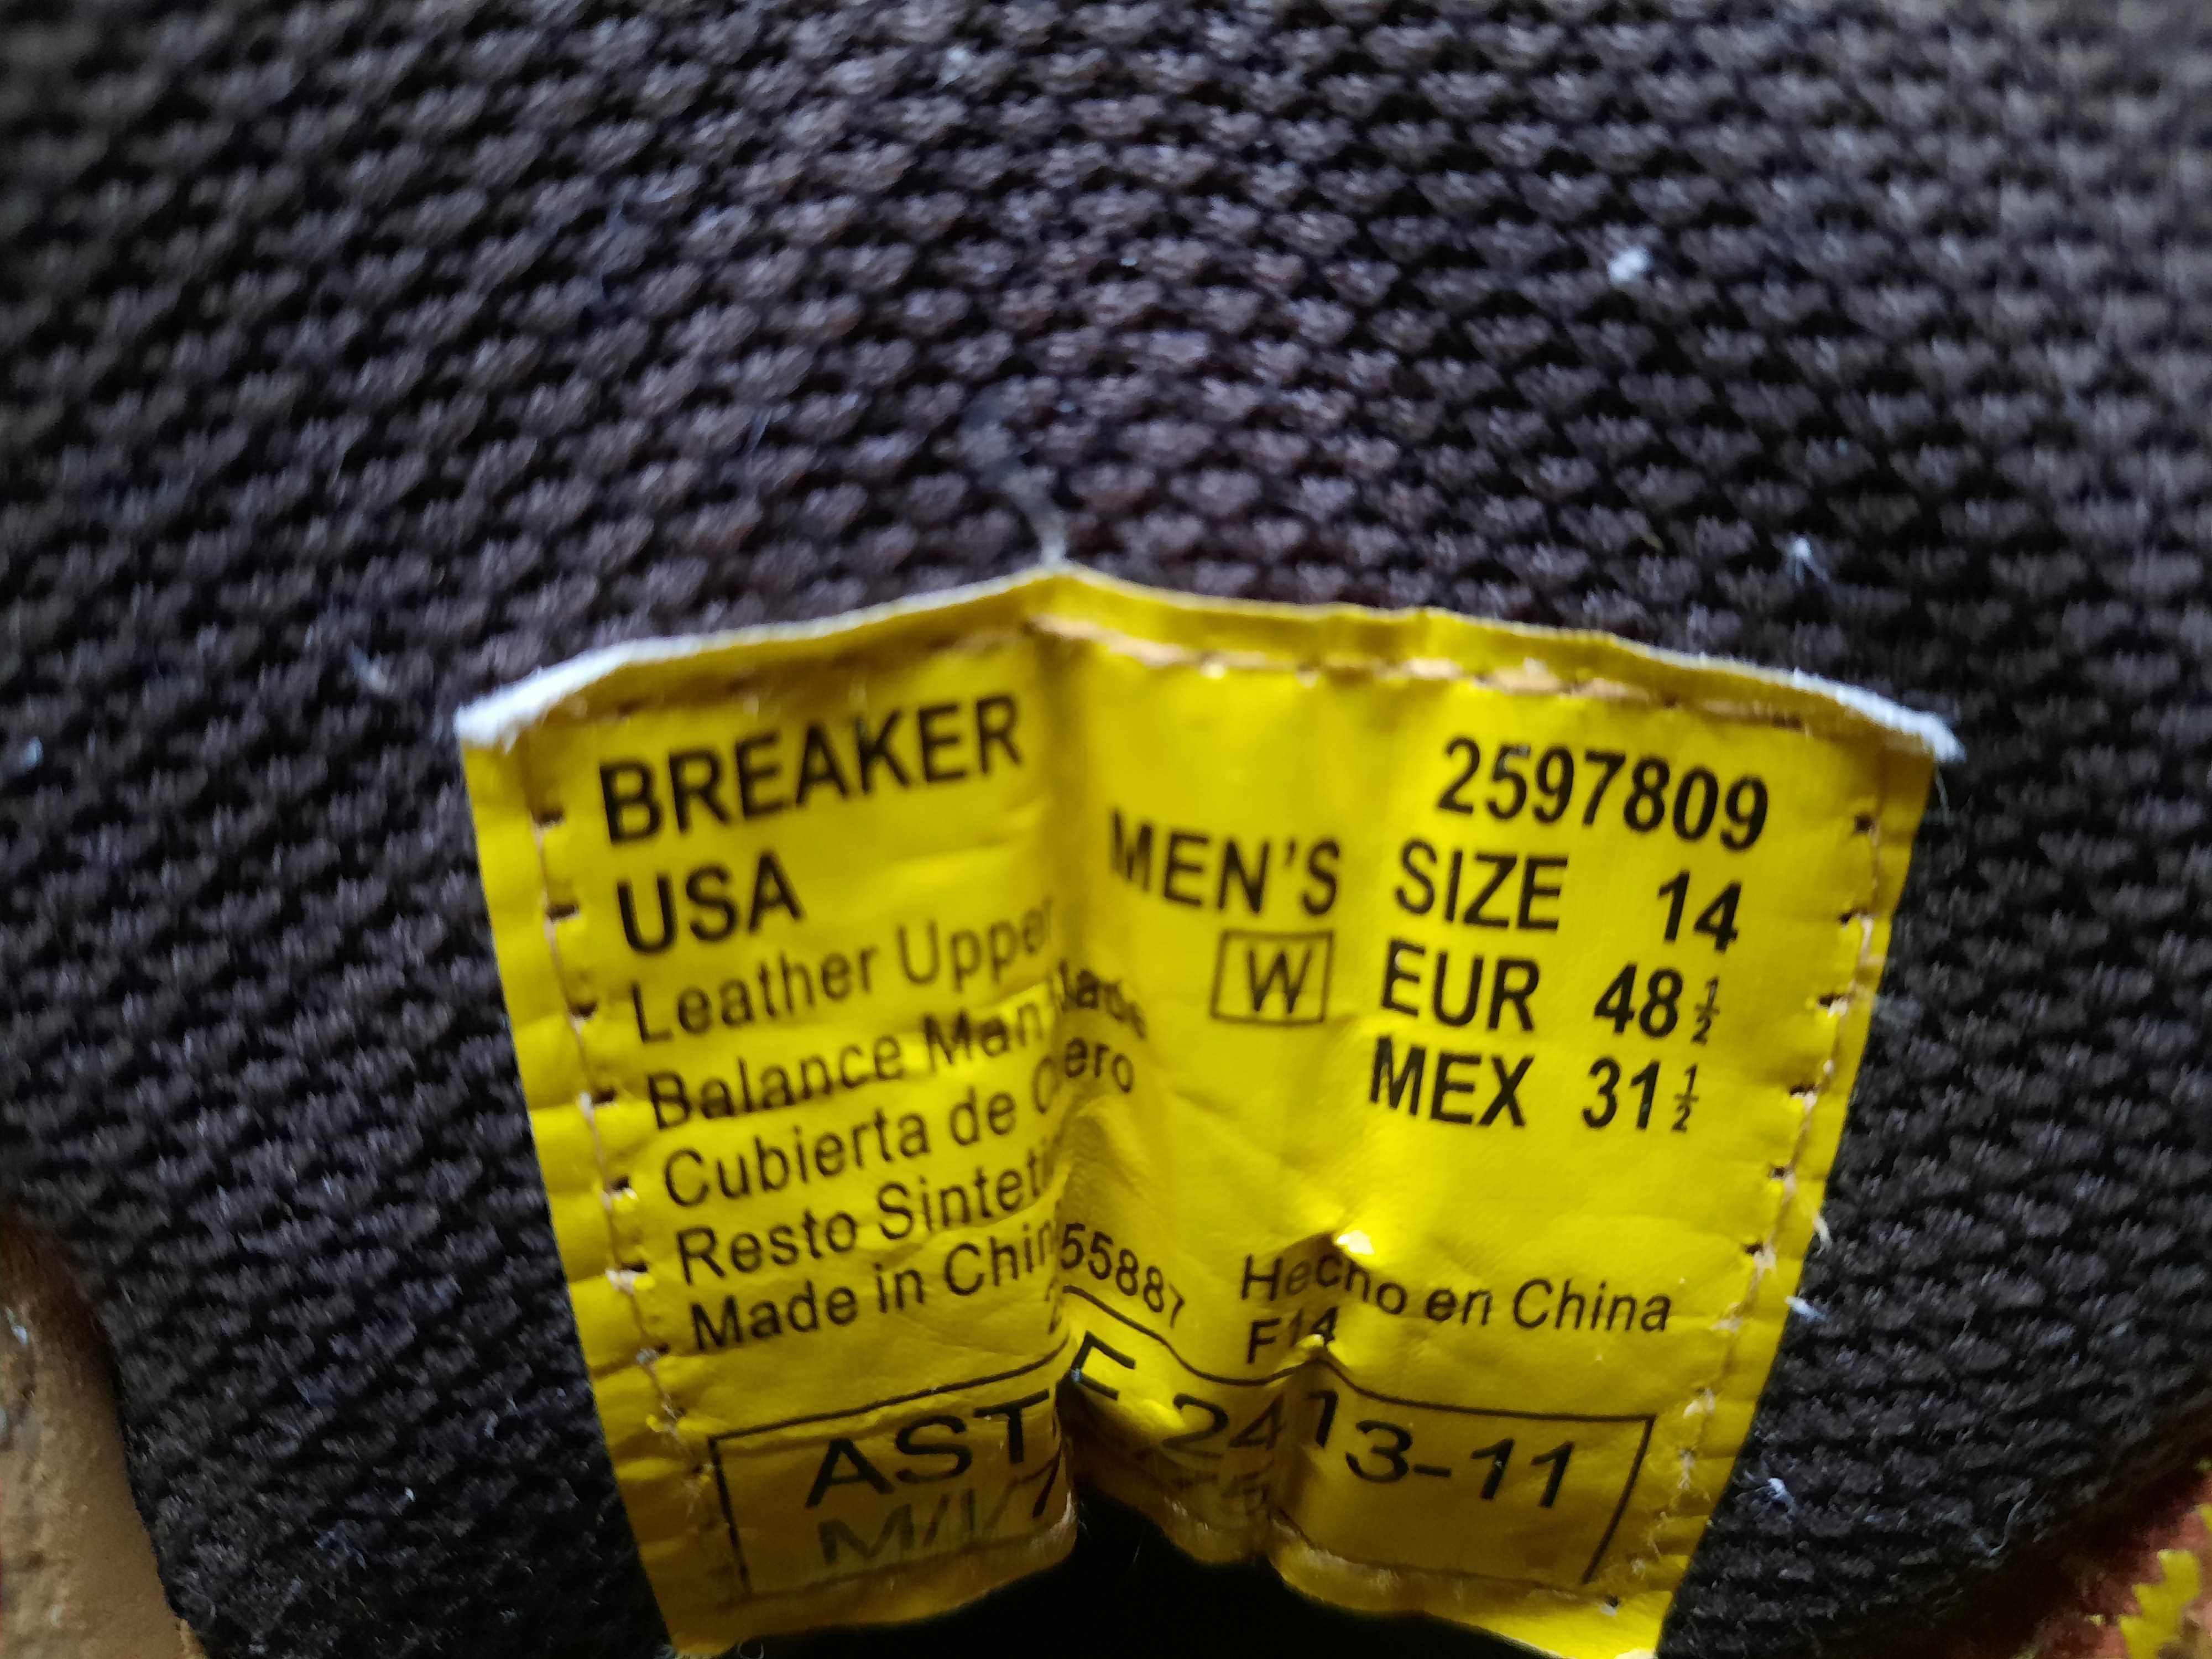 BREAKER
USA
Leather Upper
Balance Man Made
Cubierta de Cuero
Resto
Made in China
55887
2597809
MEN'S SIZE 14
W EUR 48½
MEX 31½
Hecho en China
F14
ASTM F 2413-11
M/I/75